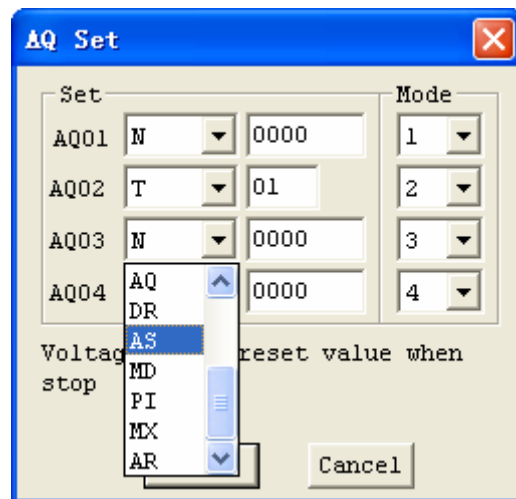 AQ Set
Set Mode
AQ01 N 0000 1
AQ02 T 01 2
AQ03 N 0000 3
AQ04 0000 4
AQ
DR
AS
MD
PI
MX
AR
reset value when
stop
Cancel